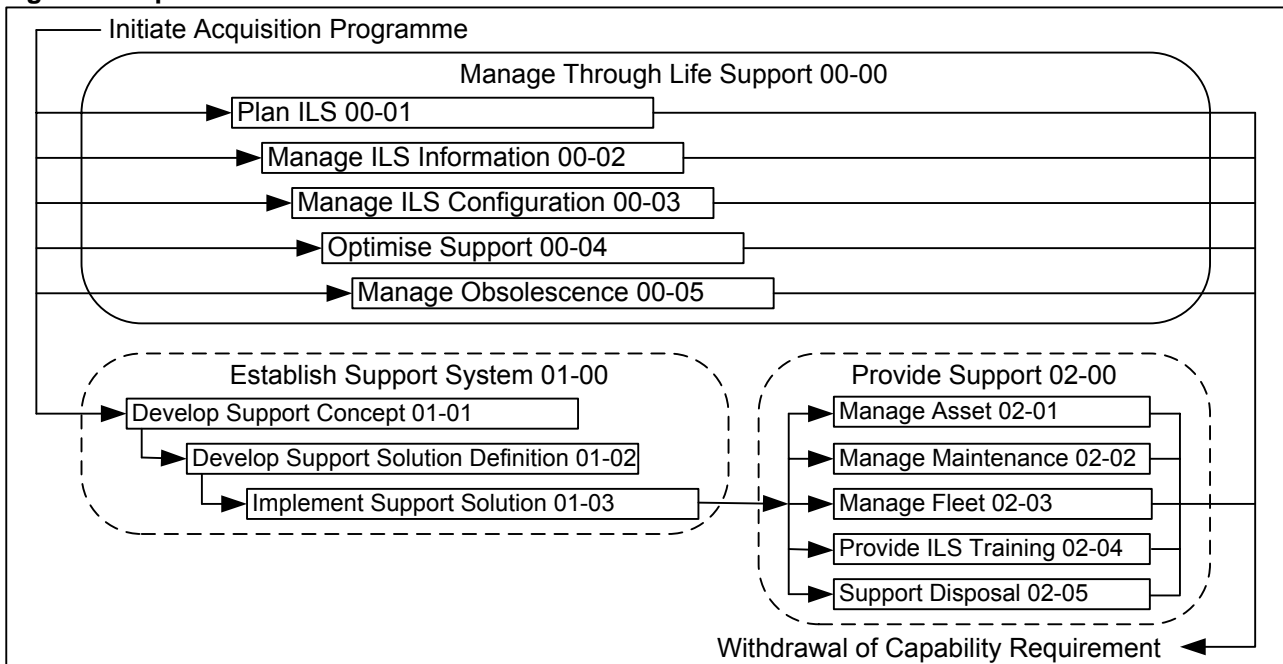 Initiate Acquisition Programme
Manage Through Life Support 00-00
Plan ILS 00-01
Manage ILS Information 00-02
Manage ILS Configuration 00-03
Optimise Support 00-04
Manage Obsolescence 00-05
Establish Support System 01-00
Develop Support Concept 01-01
Develop Support Solution Definition 01-02
Implement Support Solution 01-03
Provide Support 02-00
Manage Asset 02-01
Manage Maintenance 02-02
Manage Fleet 02-03
Provide ILS Training 02-04
Support Disposal 02-05
Withdrawal of Capability Requirement